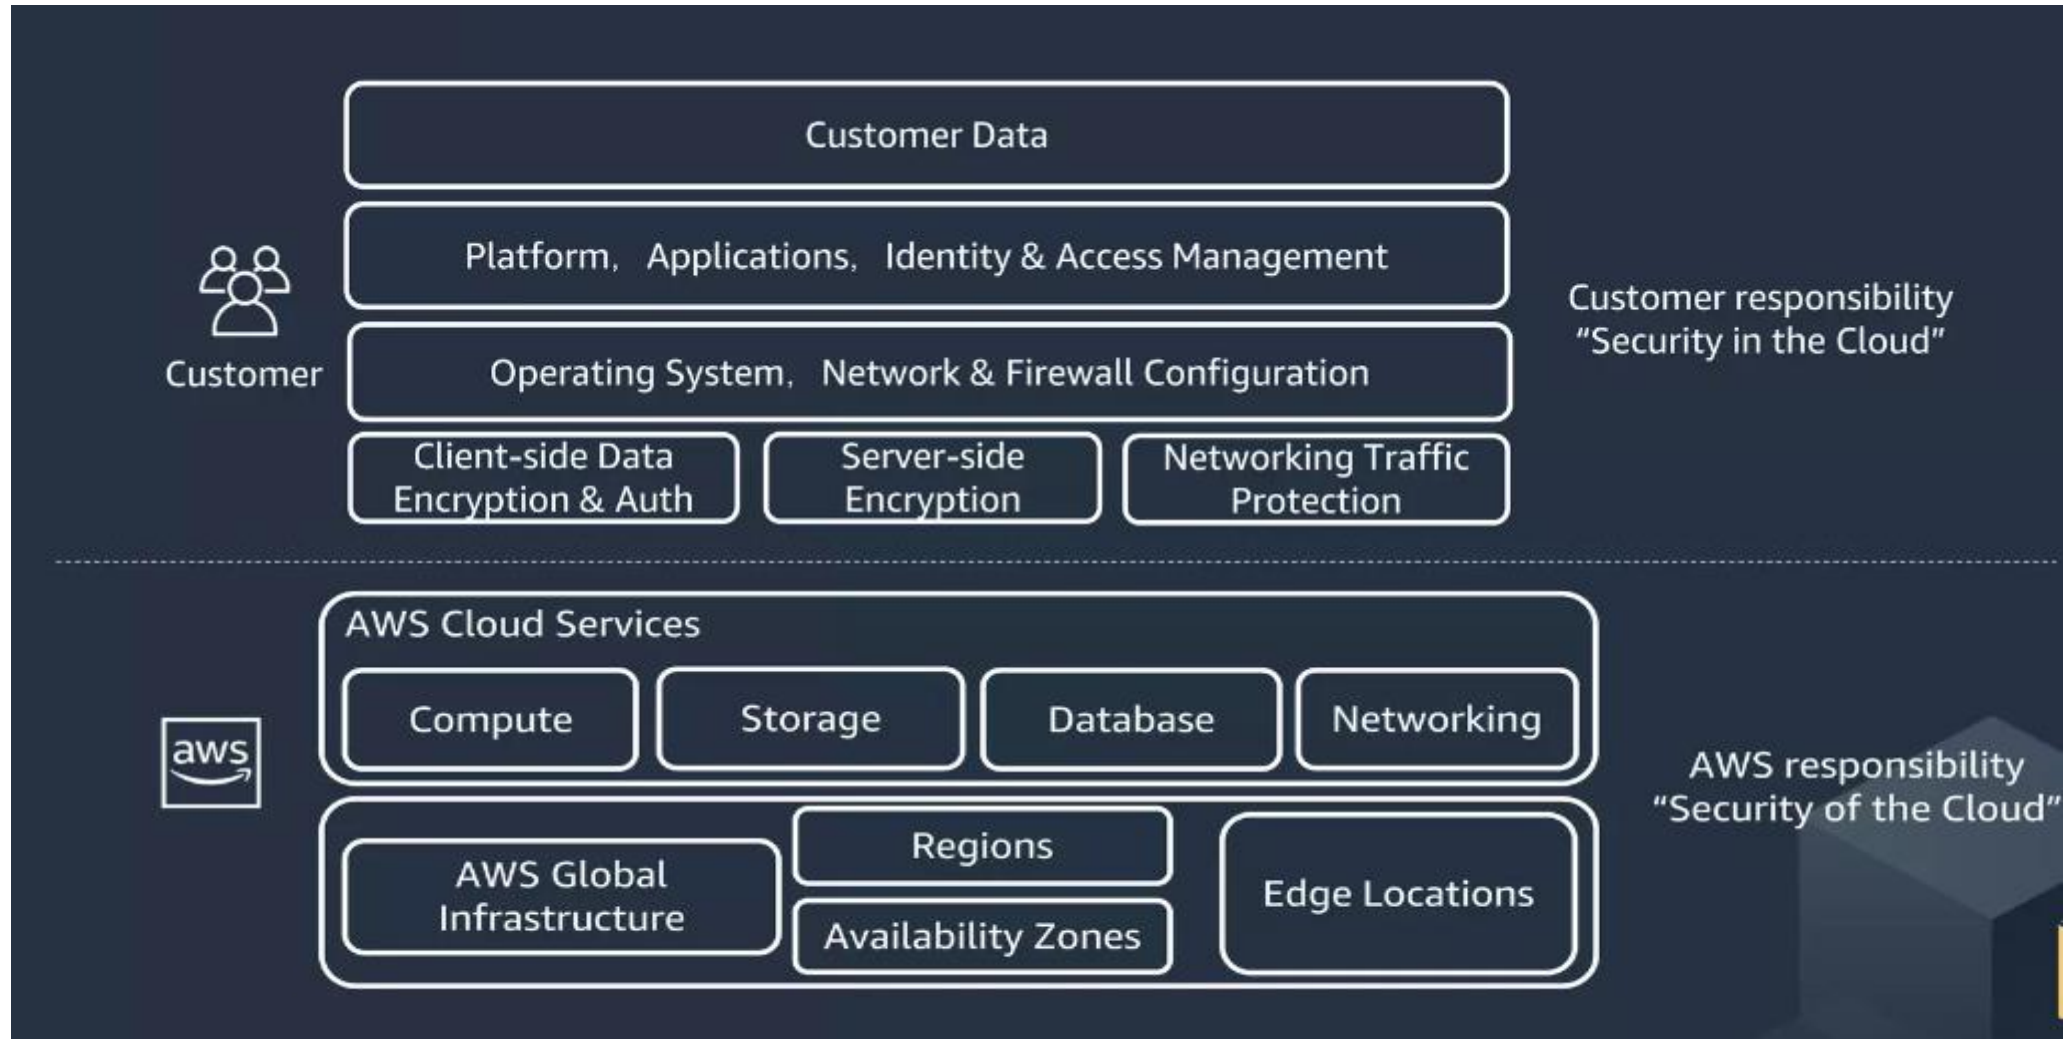 Customer Data
Platform, Applications, Identity & Access Management
Customer
Operating System, Network & Firewall Configuration
Client-side Data
Encryption & Auth
Server-side
Encryption
Networking Traffic
Protection
Customer responsibility
“Security in the Cloud”
AWS Cloud Services
Compute
Storage
Database
Networking
aws
AWS Global
Infrastructure
Regions
Availability Zones
Edge Locations
AWS responsibility
“Security of the Cloud”